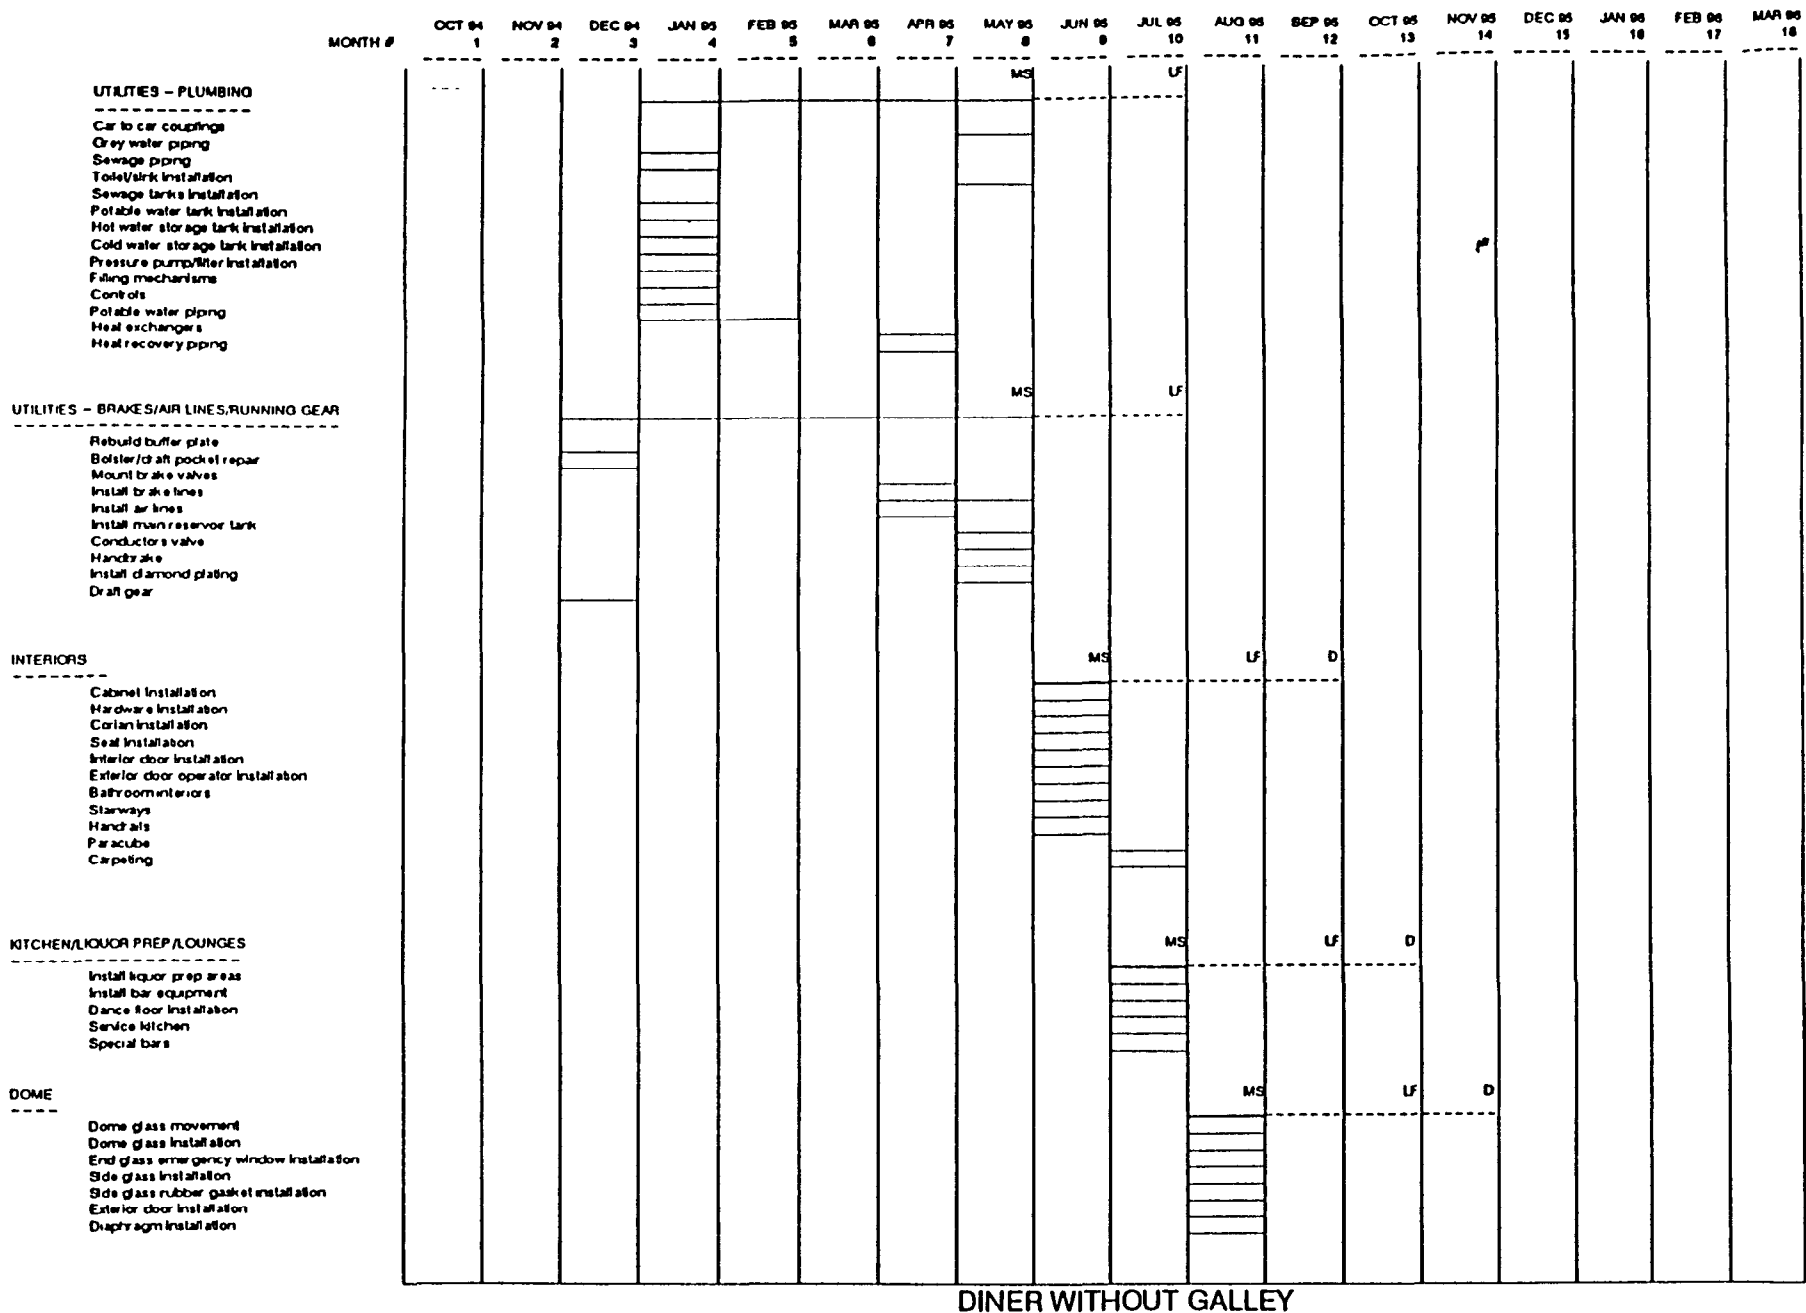 OCT 94 NOV 94 DEC 94 JAN 95 FEB 95 MAR 95 APR 95 MAY 95 JUN 95 JUL 95 AUG 95 SEP 95 OCT 95 NOV 95 DEC 95 JAN 96 FEB 96 MAR 96
MONTH # 1 2 3 4 5 6 7 8 9 10 11 12 13 14 15 16 17 18
MS LF
UTILITIES - PLUMBING
Car to car couplings
Grey water piping
Sewage piping
Toilet/sink installation
Sewage tanks installation
Potable water tank installation
Hot water storage tank installation
Cold water storage tank installation
Pressure pump/filter installation
Filling mechanisms
Controls
Potable water piping
Heat exchangers
Heat recovery piping
MS LF
UTILITIES - BRAKES/AIR LINES/RUNNING GEAR
Rebuild buffer plate
Bolster/draft pocket repair
Mount brake valves
Install brake lines
Install air lines
Install main reservoir tank
Conductors valve
Handbrake
Install diamond plating
Draft gear
INTERIORS MS LF D
Cabinet installation
Hardware installation
Corian installation
Seat installation
Interior door installation
Exterior door operator installation
Bathroom interiors
Stairways
Handrails
Paracube
Carpeting
KITCHEN/LIQUOR PREP/LOUNGES MS LF D
Install liquor prep areas
Install bar equipment
Dance floor installation
Service kitchen
Special bars
DOME MS LF D
Dome glass movement
Dome glass installation
End glass emergency window installation
Side glass installation
Side glass rubber gasket installation
Exterior door installation
Diaphragm installation
DINER WITHOUT GALLEY